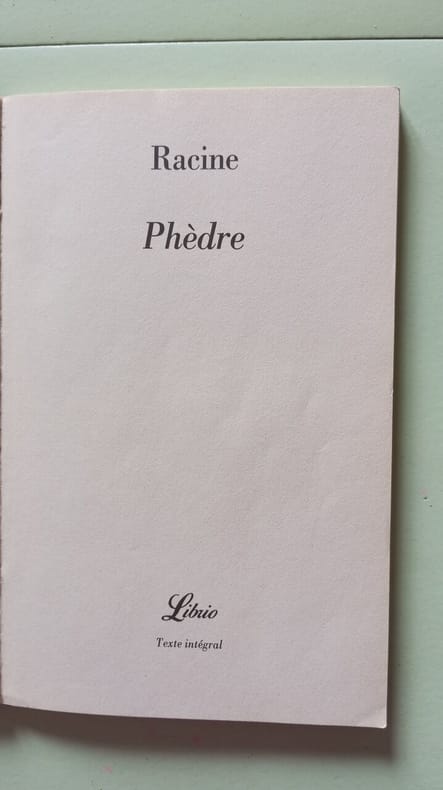 Racine
Phèdre
Librio
Texte intégral